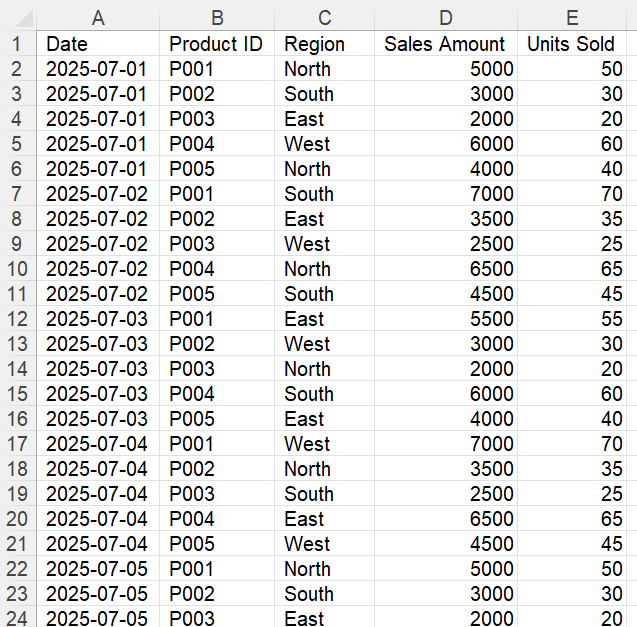 A B C D E
1 Date Product ID Region Sales Amount Units Sold
2 2025-07-01 P001 North 5000 50
3 2025-07-01 P002 South 3000 30
4 2025-07-01 P003 East 2000 20
5 2025-07-01 P004 West 6000 60
6 2025-07-01 P005 North 4000 40
7 2025-07-02 P001 South 7000 70
8 2025-07-02 P002 East 3500 35
9 2025-07-02 P003 West 2500 25
10 2025-07-02 P004 North 6500 65
11 2025-07-02 P005 South 4500 45
12 2025-07-03 P001 East 5500 55
13 2025-07-03 P002 West 3000 30
14 2025-07-03 P003 North 2000 20
15 2025-07-03 P004 South 6000 60
16 2025-07-03 P005 East 4000 40
17 2025-07-04 P001 West 7000 70
18 2025-07-04 P002 North 3500 35
19 2025-07-04 P003 South 2500 25
20 2025-07-04 P004 East 6500 65
21 2025-07-04 P005 West 4500 45
22 2025-07-05 P001 North 5000 50
23 2025-07-05 P002 South 3000 30
24 2025-07-05 P003 East 2000 20